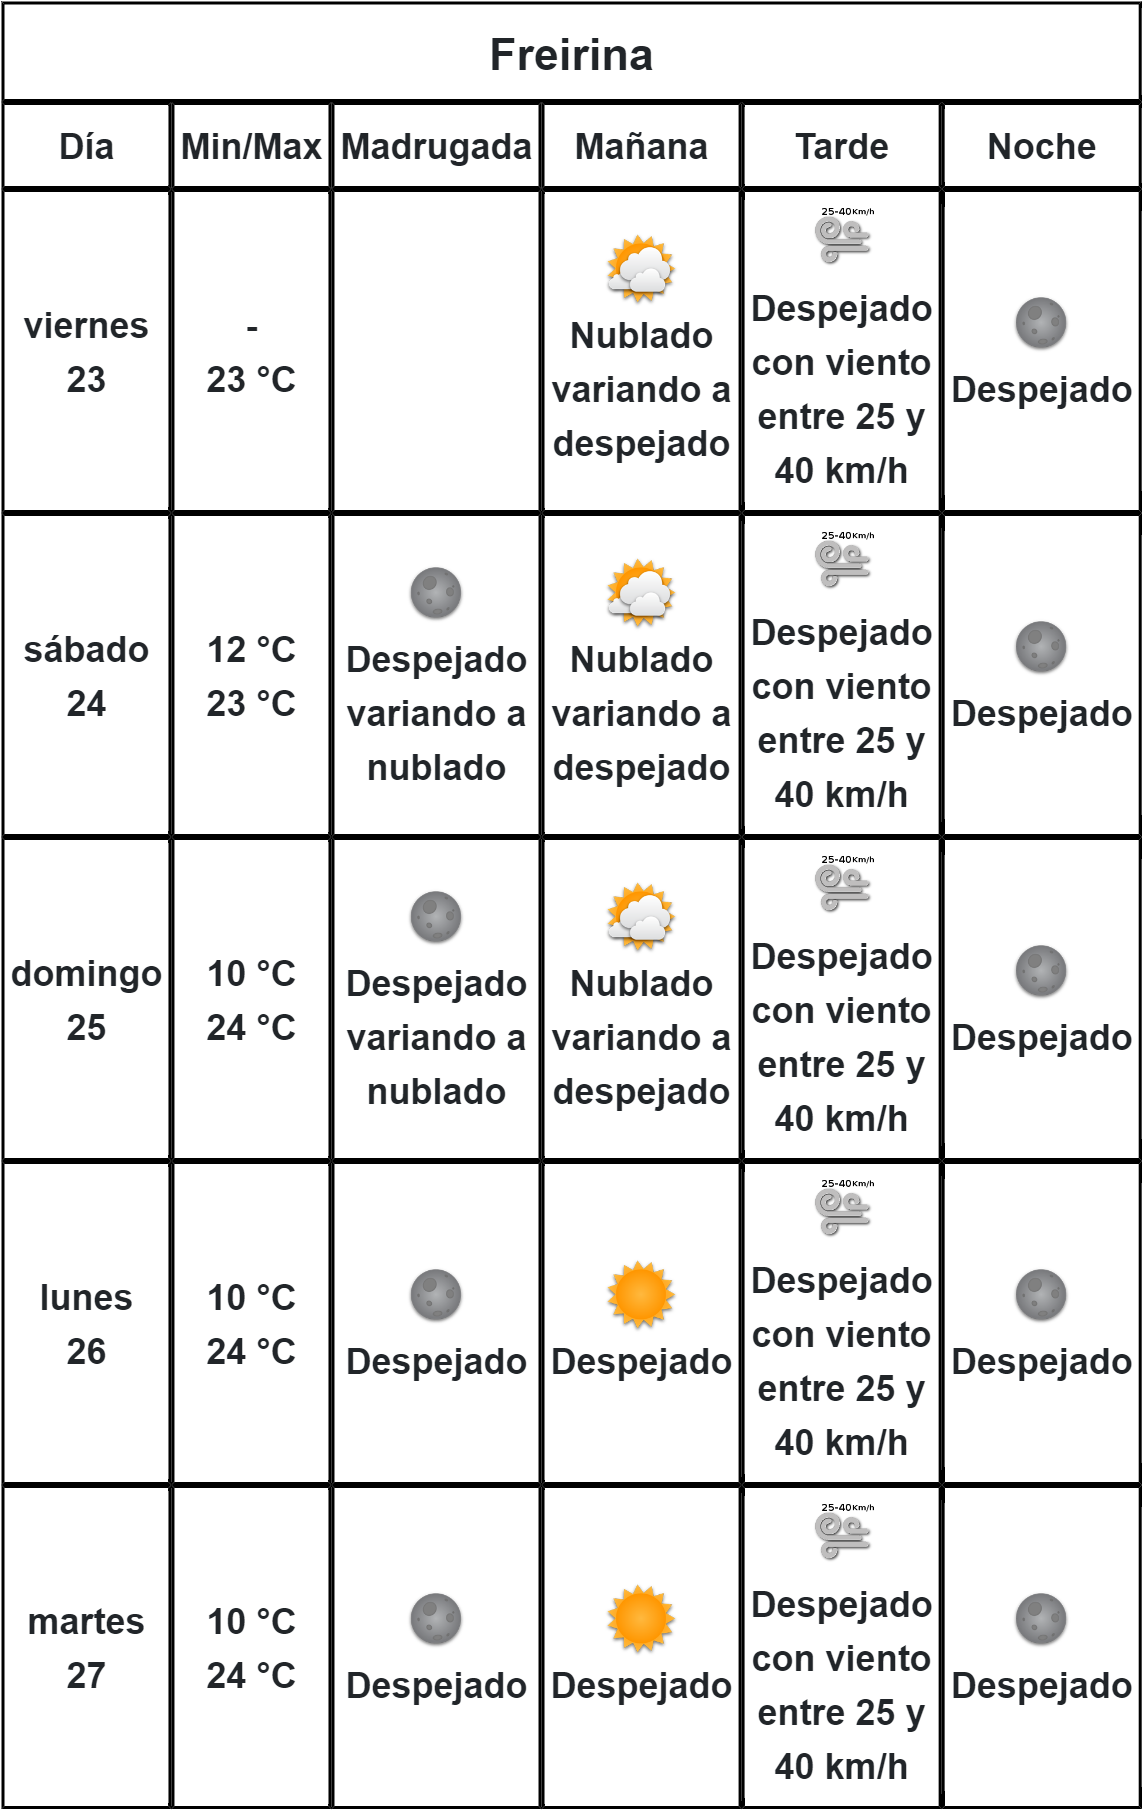 Freirina
Día Min/Max Madrugada Mañana Tarde Noche
viernes
23
-
23 °C
Nublado
variando a
despejado
25-40Km/h
Despejado
con viento
entre 25 y
40 km/h
Despejado
sábado
24
12 °C
23 °C
Despejado
variando a
nublado
Nublado
variando a
despejado
25-40Km/h
Despejado
con viento
entre 25 y
40 km/h
Despejado
domingo
25
10 °C
24 °C
Despejado
variando a
nublado
Nublado
variando a
despejado
25-40Km/h
Despejado
con viento
entre 25 y
40 km/h
Despejado
lunes
26
10 °C
24 °C
Despejado
Despejado
25-40Km/h
Despejado
con viento
entre 25 y
40 km/h
Despejado
martes
27
10 °C
24 °C
Despejado
Despejado
25-40Km/h
Despejado
con viento
entre 25 y
40 km/h
Despejado